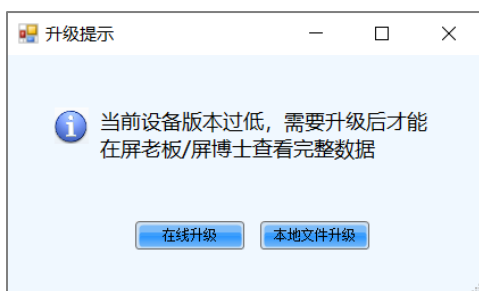 升级提示
当前设备版本过低，需要升级后才能
在屏老板/屏博士查看完整数据
在线升级
本地文件升级